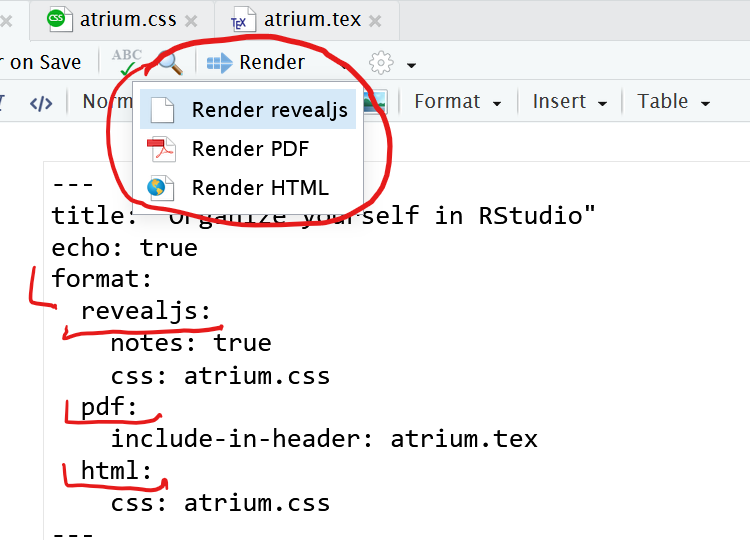 atrium.css
atrium.tex
r on Save
ABC
Render
Norm
Format
Insert
Table
Render revealjs
Render PDF
Render HTML
---
title: "Organize yourself in RStudio"
echo: true
format:
revealjs:
notes: true
css: atrium.css
pdf:
include-in-header: atrium.tex
html:
css: atrium.css
---